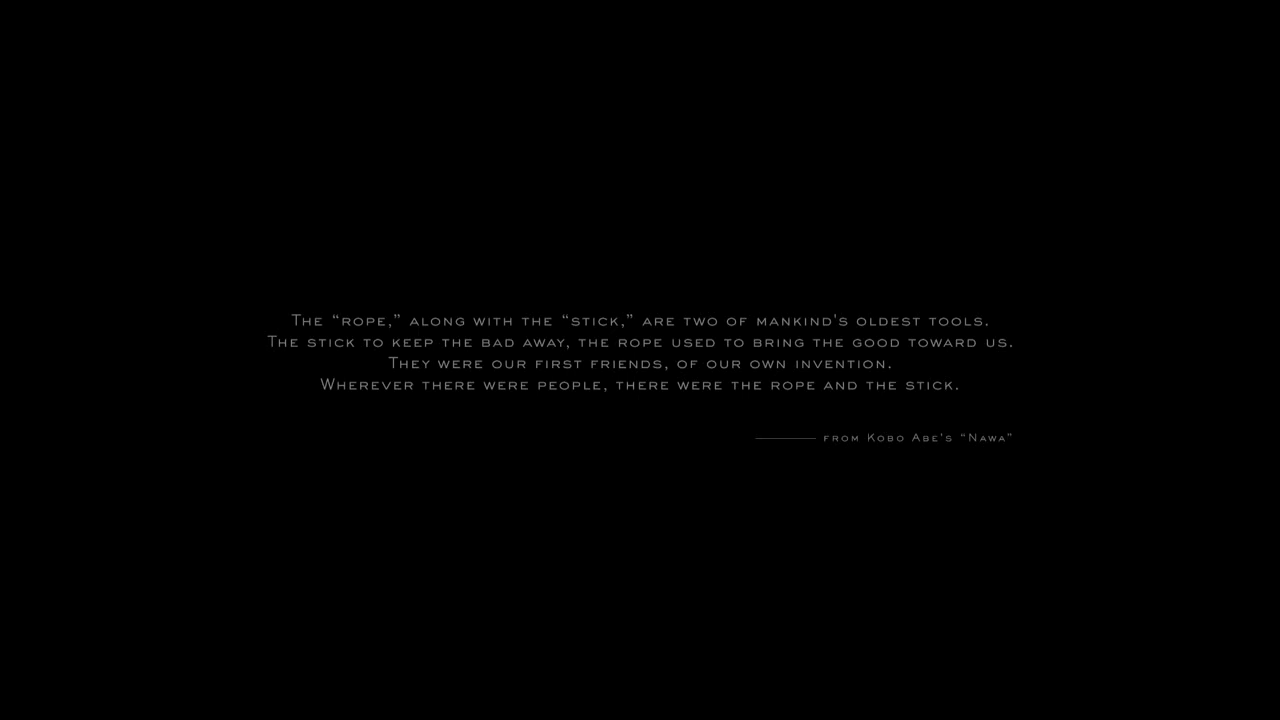 The “rope,” along with the “stick,” are two of mankind's oldest tools.
The stick to keep the bad away, the rope used to bring the good toward us.
They were our first friends, of our own invention.
Wherever there were people, there were the rope and the stick.
——— from Kobo Abe's “Nawa”